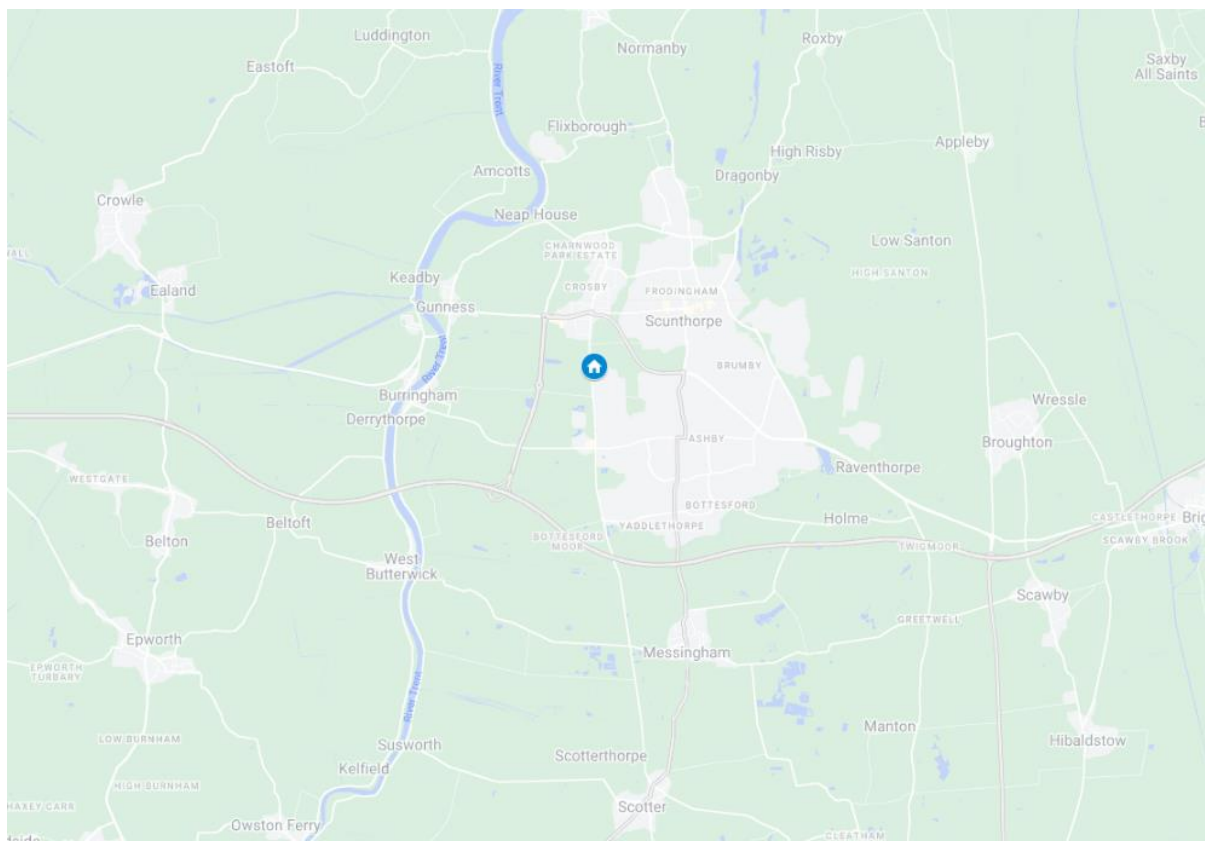 Luddington
Normanby
Roxby
Saxby
All Saints
Eastoft
River Trent
Flixborough
Appleby
High Risby
Amcotts
Dragonby
Crowle
Neap House
Low Santon
CHARNWOOD
PARK ESTATE
HIGH SANTON
Keadby
Ealand
CROSBY
FRODINGHAM
Gunness
Scunthorpe
River Trent
BRUMBY
Burringham
Wressle
Derrythorpe
ASHBY
Broughton
Raventhorpe
WESTGATE
BOTTESFORD
Beltoft
YADDLETHORPE
Holme
CASTLETHORPE
Brig
Belton
BOTTESFORD
MOOR
TWIGMOOR
SCAWBY BROOK
West
Butterwick
Scawby
GREETWELL
Epworth
Messingham
EPWORTH
TURBARY
River Trent
Manton
LOW BURNHAM
Susworth
Hibaldstow
Scotterthorpe
Kelfield
HIGH BURNHAM
HAXEY CARR
Scotter
Owston Ferry
CLEATHAM